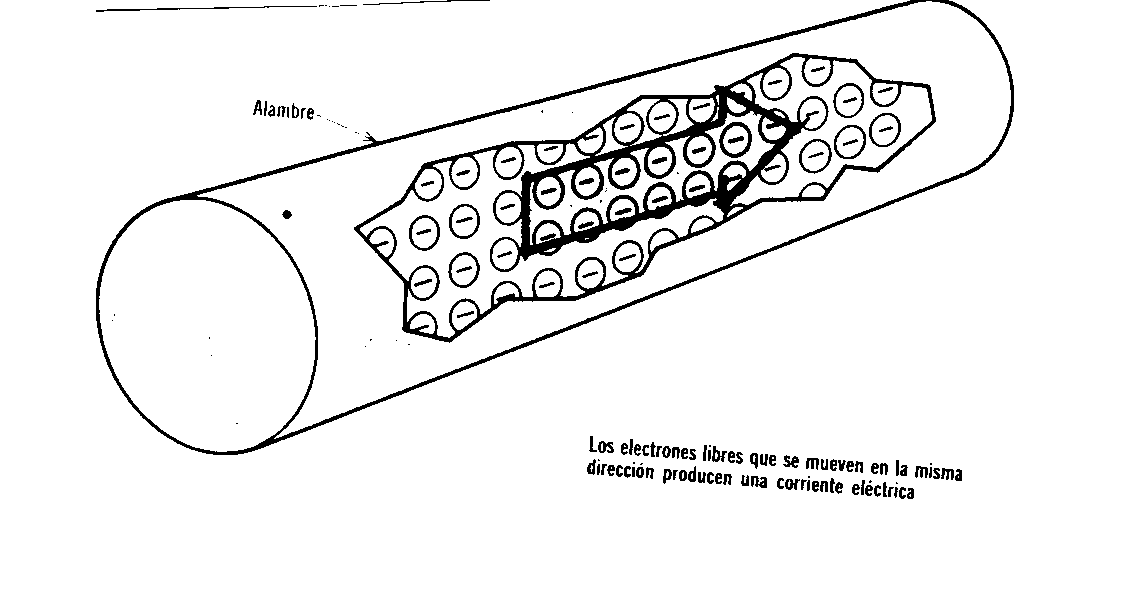 Alambre
Los electrones libres que se mueven en la misma
dirección producen una corriente eléctrica